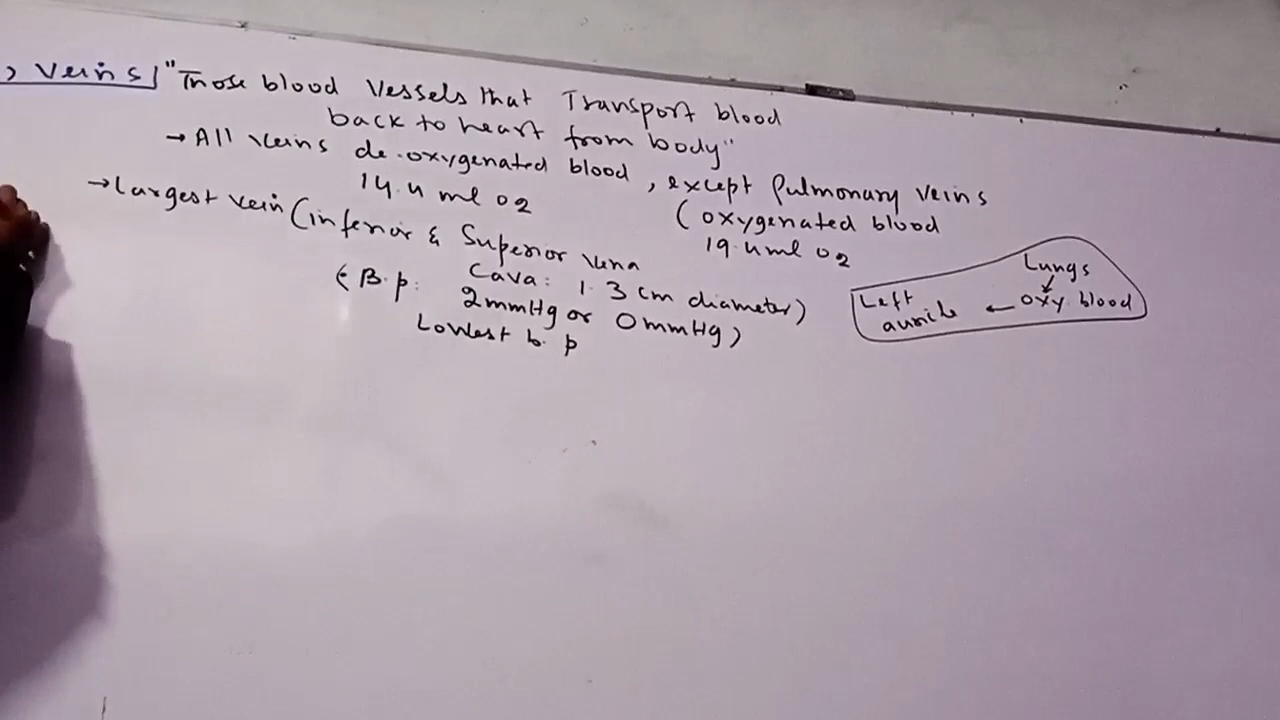 , Veins "Those blood vessels that Transport blood
back to heart from body"
→ All veins de-oxygenated blood, except Pulmonary veins
14.4 ml O2
(oxygenated blood
19.4 ml O2
→ Largest vein (inferior & Superior vena
Cava: 1.3 cm diameter)
(B.p: 2mmHg or 0mmHg)
Lowest b.p
Lungs
↓
Left ← oxy blood
auricle